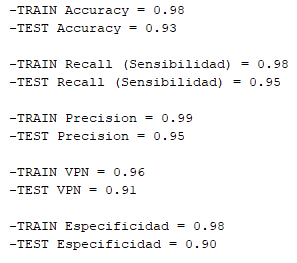 -TRAIN Accuracy = 0.98
-TEST Accuracy = 0.93
-TRAIN Recall (Sensibilidad) = 0.98
-TEST Recall (Sensibilidad) = 0.95
-TRAIN Precision = 0.99
-TEST Precision = 0.95
-TRAIN VPN = 0.96
-TEST VPN = 0.91
-TRAIN Especificidad = 0.98
-TEST Especificidad = 0.90